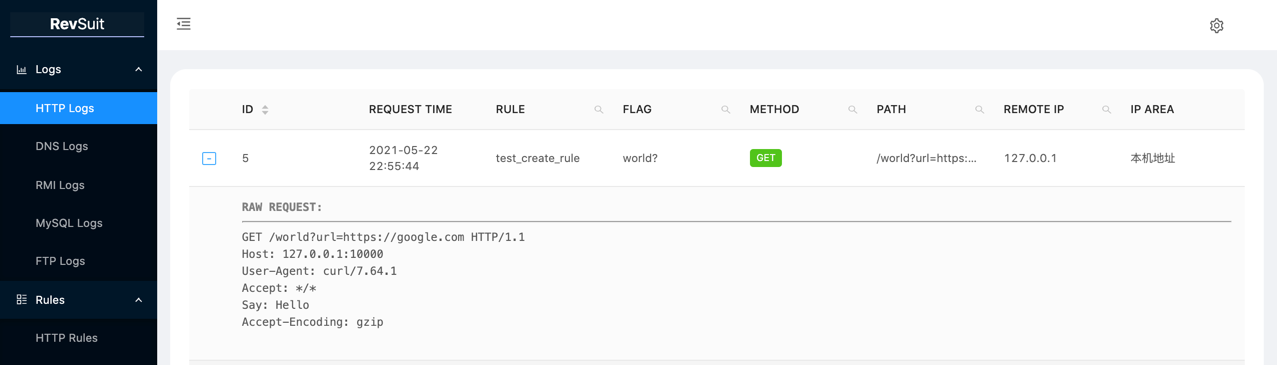 RevSuit
Logs
HTTP Logs
DNS Logs
RMI Logs
MySQL Logs
FTP Logs
Rules
HTTP Rules
ID REQUEST TIME RULE FLAG METHOD PATH REMOTE IP IP AREA
5 2021-05-22 22:55:44 test_create_rule world? GET /world?url=https:... 127.0.0.1 本机地址
RAW REQUEST:
GET /world?url=https://google.com HTTP/1.1
Host: 127.0.0.1:10000
User-Agent: curl/7.64.1
Accept: */*
Say: Hello
Accept-Encoding: gzip